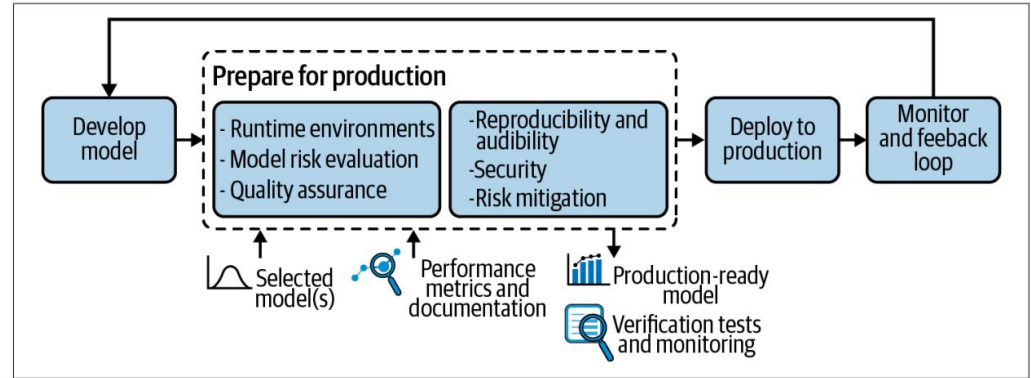 Prepare for production
Develop
model
- Runtime environments
- Model risk evaluation
- Quality assurance
-Reproducibility and
audibility
-Security
-Risk mitigation
Deploy to
production
Monitor
and feeback
loop
Selected
model(s)
Performance
metrics and
documentation
Production-ready
model
Verification tests
and monitoring